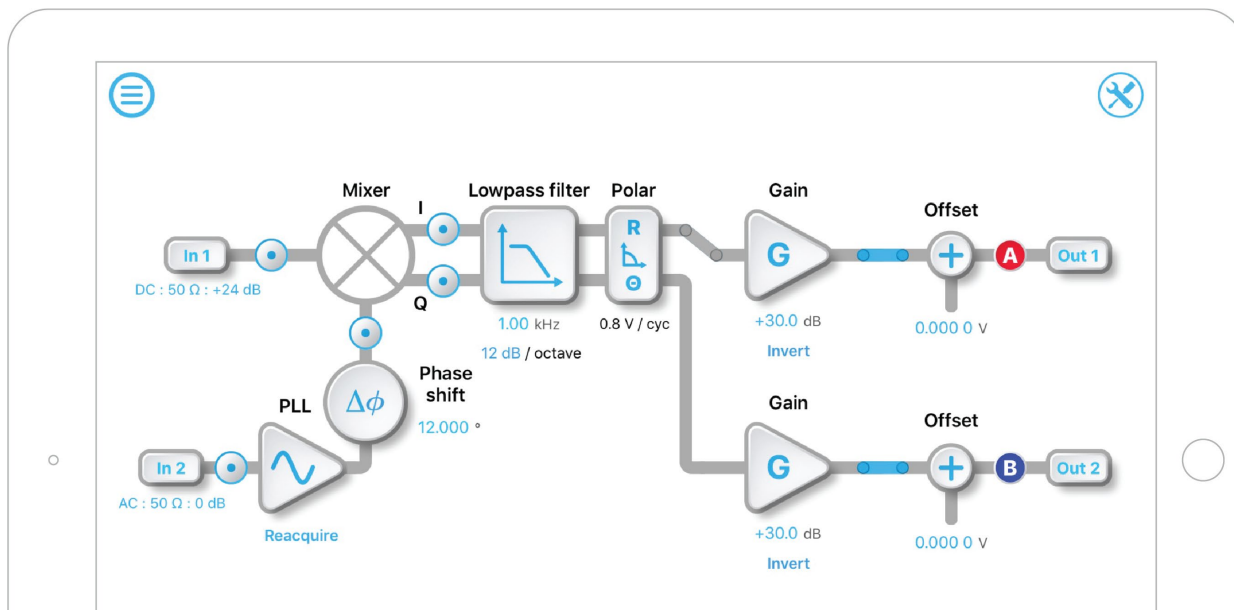 Mixer
I
Lowpass filter
Polar
Gain
Offset
In 1
DC : 50 Ω : +24 dB
Q
R
Θ
G
A
Out 1
1.00 kHz
12 dB / octave
0.8 V / cyc
+30.0 dB
Invert
0.000 0 V
PLL
Δϕ
Phase
shift
12.000 °
Gain
Offset
In 2
AC : 50 Ω : 0 dB
Reacquire
G
B
Out 2
+30.0 dB
Invert
0.000 0 V